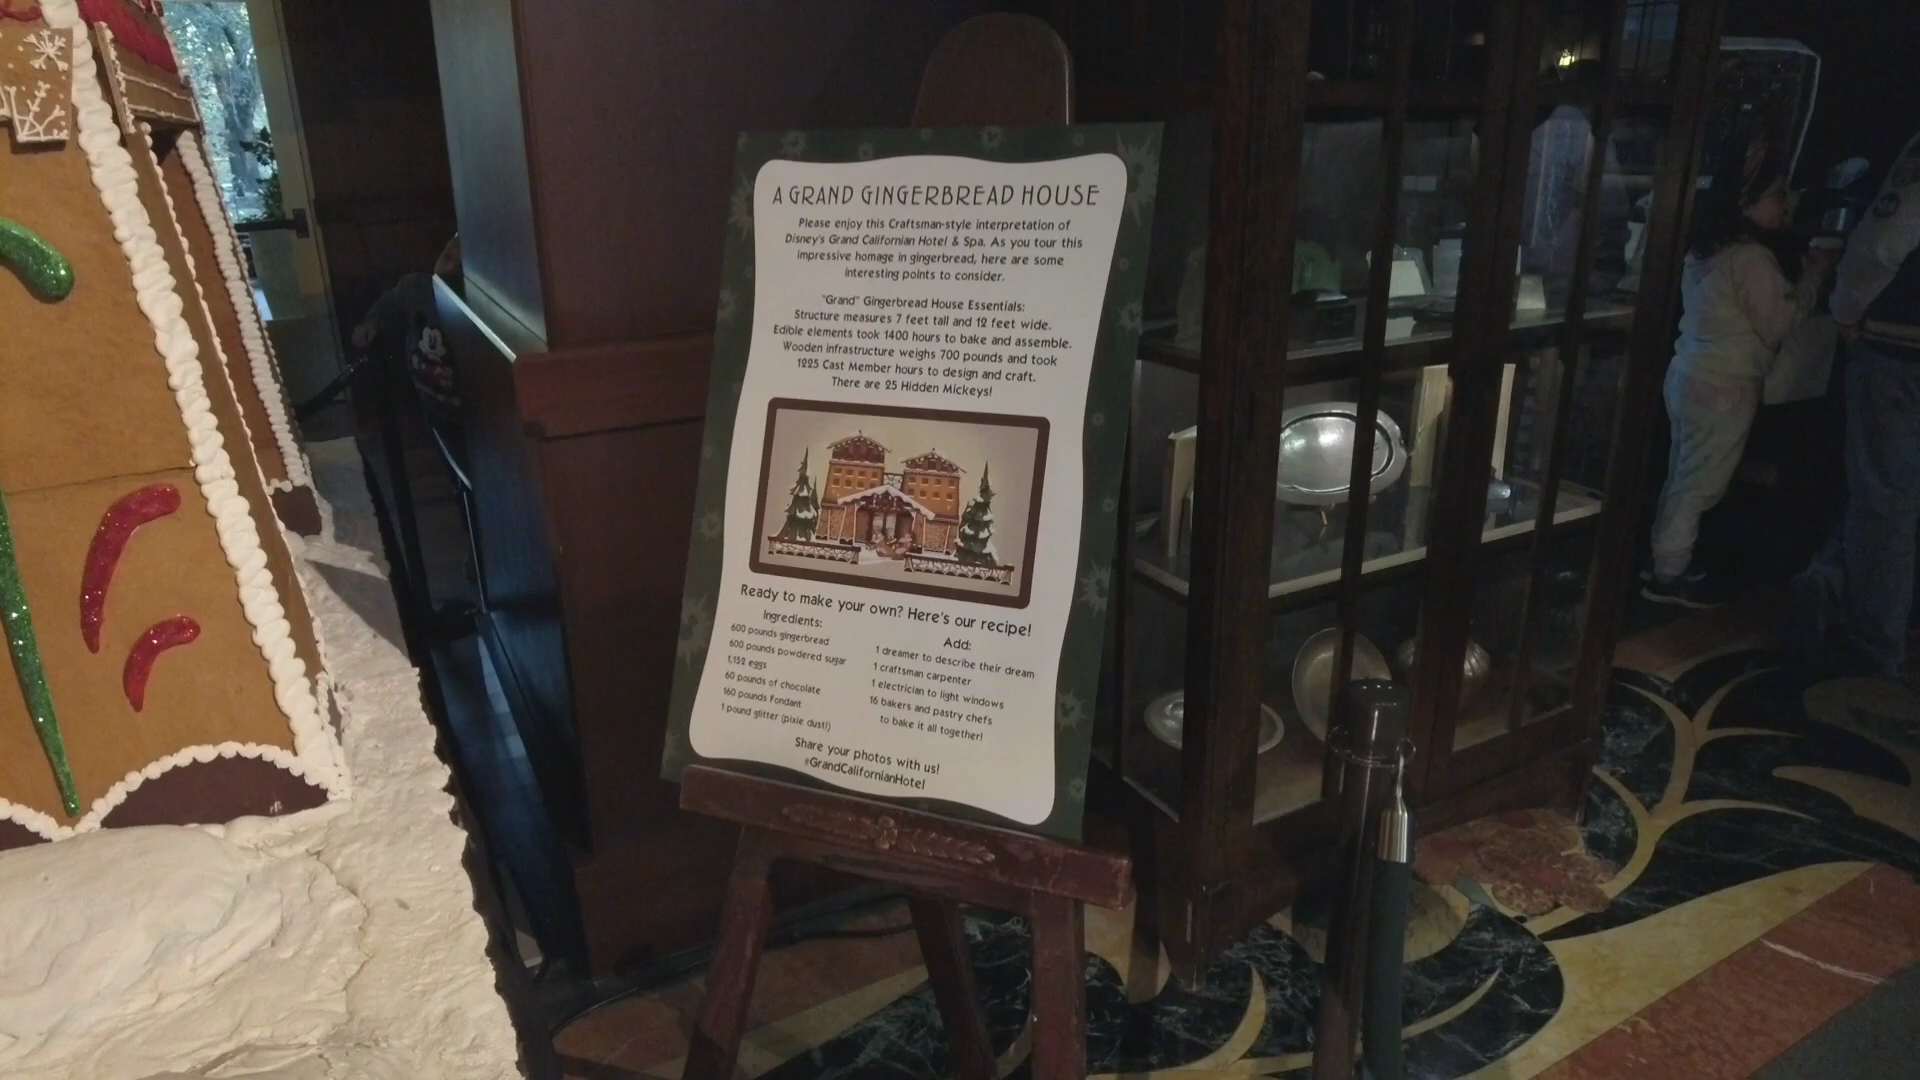 A GRAND GINGERBREAD HOUSE
Please enjoy this Craftsman-style interpretation of
Disney's Grand Californian Hotel & Spa. As you tour this
impressive homage in gingerbread, here are some
interesting points to consider.
"Grand" Gingerbread House Essentials:
Structure measures 7 feet tall and 12 feet wide.
Edible elements took 1400 hours to bake and assemble.
Wooden infrastructure weighs 700 pounds and took
1225 Cast Member hours to design and craft.
There are 25 Hidden Mickeys!
Ready to make your own? Here's our recipe!
Ingredients:
600 pounds gingerbread
600 pounds powdered sugar
1,152 eggs
60 pounds of chocolate
160 pounds Fondant
1 pound glitter (pixie dust!)
Add:
1 dreamer to describe their dream
1 craftsman carpenter
1 electrician to light windows
16 bakers and pastry chefs
to bake it all together!
Share your photos with us!
#GrandCalifornianHotel